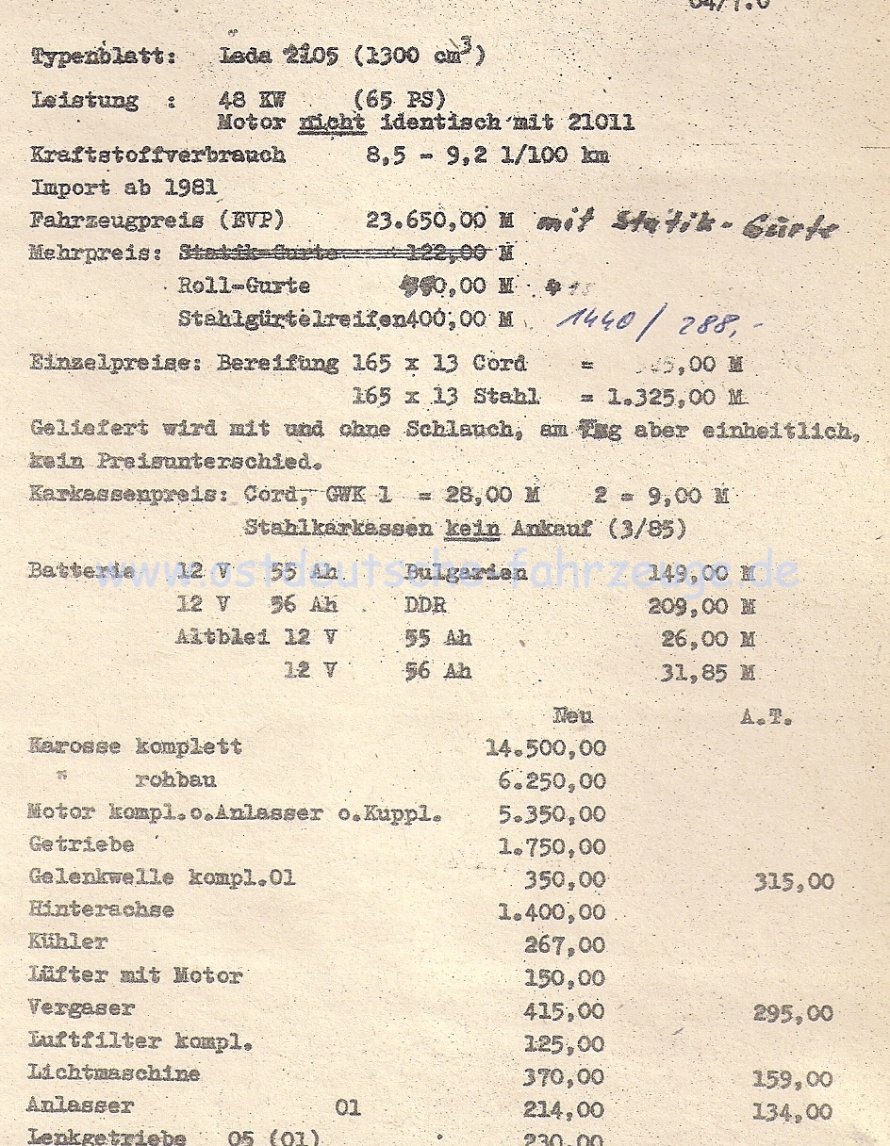 Typenblatt: Lada 2105 (1300 cm³)
Leistung : 48 KW (65 PS)
Motor nicht identisch mit 21011
Kraftstoffverbrauch 8,5 - 9,2 l/100 km
Import ab 1981
Fahrzeugpreis (EVP) 23.650,00 M mit Statik-Gurte
Mehrpreis: Statik-Gurte 122,00 M
Roll-Gurte M
Stahlgürtelreifen400,00 M 1440/ 288,-
Einzelpreise: Bereifung 165 x 13 Cord = M
165 x 13 Stahl = 1.325,00 M
Geliefert wird mit und ohne Schlauch, am aber einheitlich,
kein Preisunterschied.
Karkassenpreis: Cord, GWK 1 = 28,00 M 2 = 9,00 M
Stahlkarkassen kein Ankauf (3/85)
Batterie 12 V 55 Ah Bulgarien 149,00 M
www.ostdeutsche-fahrzeuge.de
12 V 56 Ah DDR 209,00 M
Altblei 12 V 55 Ah 26,00 M
12 V 56 Ah 31,85 M
Neu A.T.
Karosse komplett 14.500,00
" rohbau 6.250,00
Motor kompl.o.Anlasser o.Kuppl. 5.350,00
Getriebe 1.750,00
Gelenkwelle kompl.01 350,00 315,00
Hinterachse 1.400,00
Kühler 267,00
Lüfter mit Motor 150,00
Vergaser 415,00 295,00
Luftfilter kompl. 125,00
Lichtmaschine 370,00 159,00
Anlasser 01 214,00 134,00
Lenkgetriebe 05 (01) 230,00